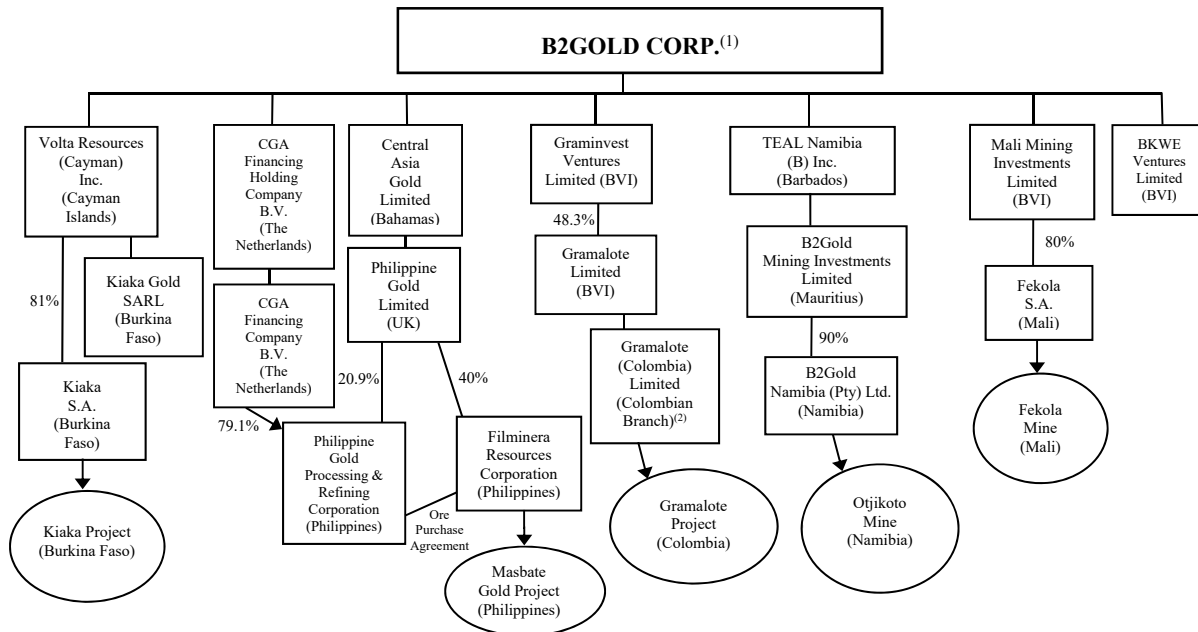 B2GOLD CORP.(1)
Volta Resources
(Cayman)
Inc.
(Cayman
Islands)
CGA
Financing
Holding
Company
B.V.
(The
Netherlands)
Central
Asia
Gold
Limited
(Bahamas)
Graminvest
Ventures
Limited (BVI)
TEAL Namibia
(B) Inc.
(Barbados)
Mali Mining
Investments
Limited
(BVI)
BKWE
Ventures
Limited
(BVI)
81%
Kiaka Gold
SARL
(Burkina
Faso)
CGA
Financing
Company
B.V.
(The
Netherlands)
Philippine
Gold
Limited
(UK)
48.3%
Gramalote
Limited
(BVI)
B2Gold
Mining Investments
Limited
(Mauritius)
80%
Fekola
S.A.
(Mali)
Kiaka
S.A.
(Burkina
Faso)
79.1%
20.9%
40%
Gramalote
(Colombia)
Limited
(Colombian
Branch)(2)
90%
B2Gold
Namibia (Pty) Ltd.
(Namibia)
Fekola
Mine
(Mali)
Philippine
Gold
Processing &
Refining
Corporation
(Philippines)
Filminera
Resources
Corporation
(Philippines)
Ore
Purchase
Agreement
Kiaka Project
(Burkina Faso)
Masbate
Gold Project
(Philippines)
Gramalote
Project
(Colombia)
Otjikoto
Mine
(Namibia)